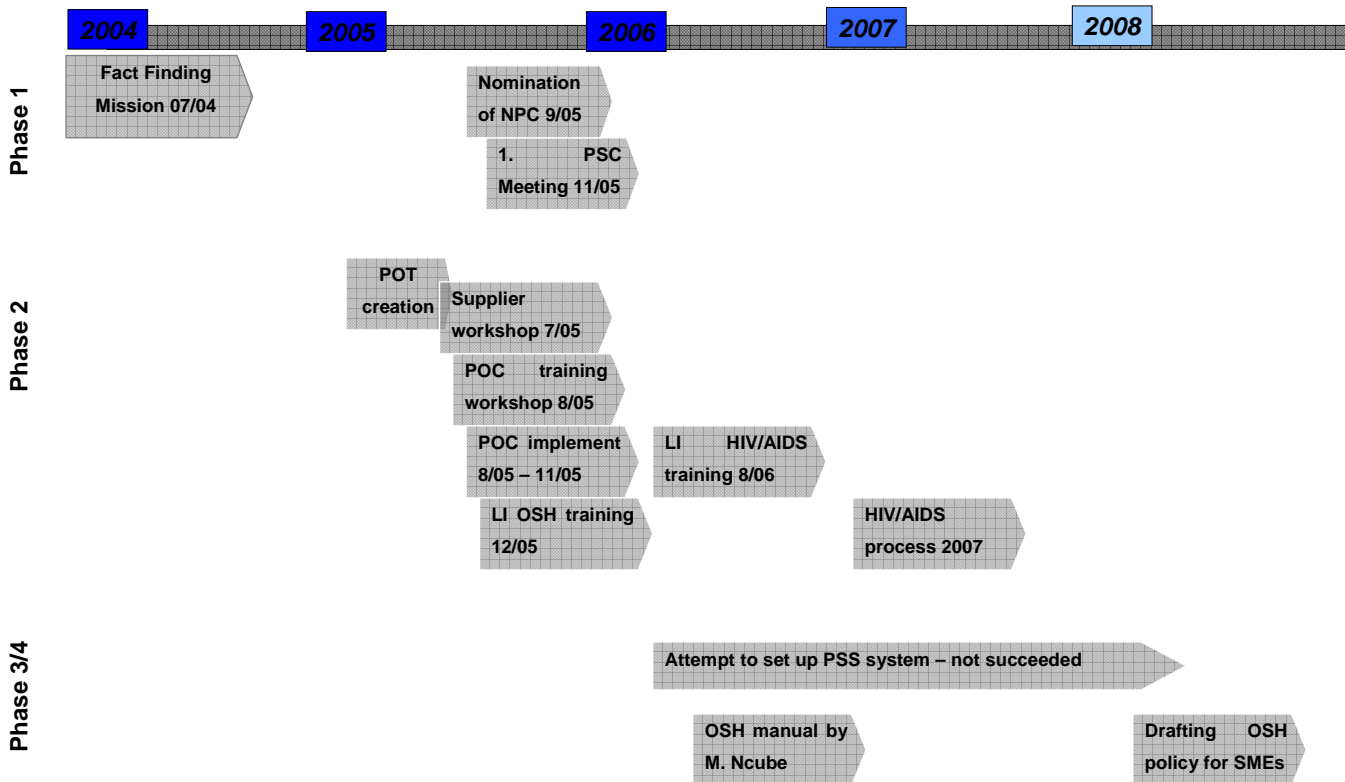 2004 2005 2006 2007 2008
Phase 1
Fact Finding
Mission 07/04
Nomination
of NPC 9/05
1. PSC
Meeting 11/05
Phase 2
POT
creation
Supplier
workshop 7/05
POC training
workshop 8/05
POC implement
8/05 – 11/05
LI HIV/AIDS
training 8/06
LI OSH training
12/05
HIV/AIDS
process 2007
Phase 3/4
Attempt to set up PSS system – not succeeded
OSH manual by
M. Ncube
Drafting OSH
policy for SMEs